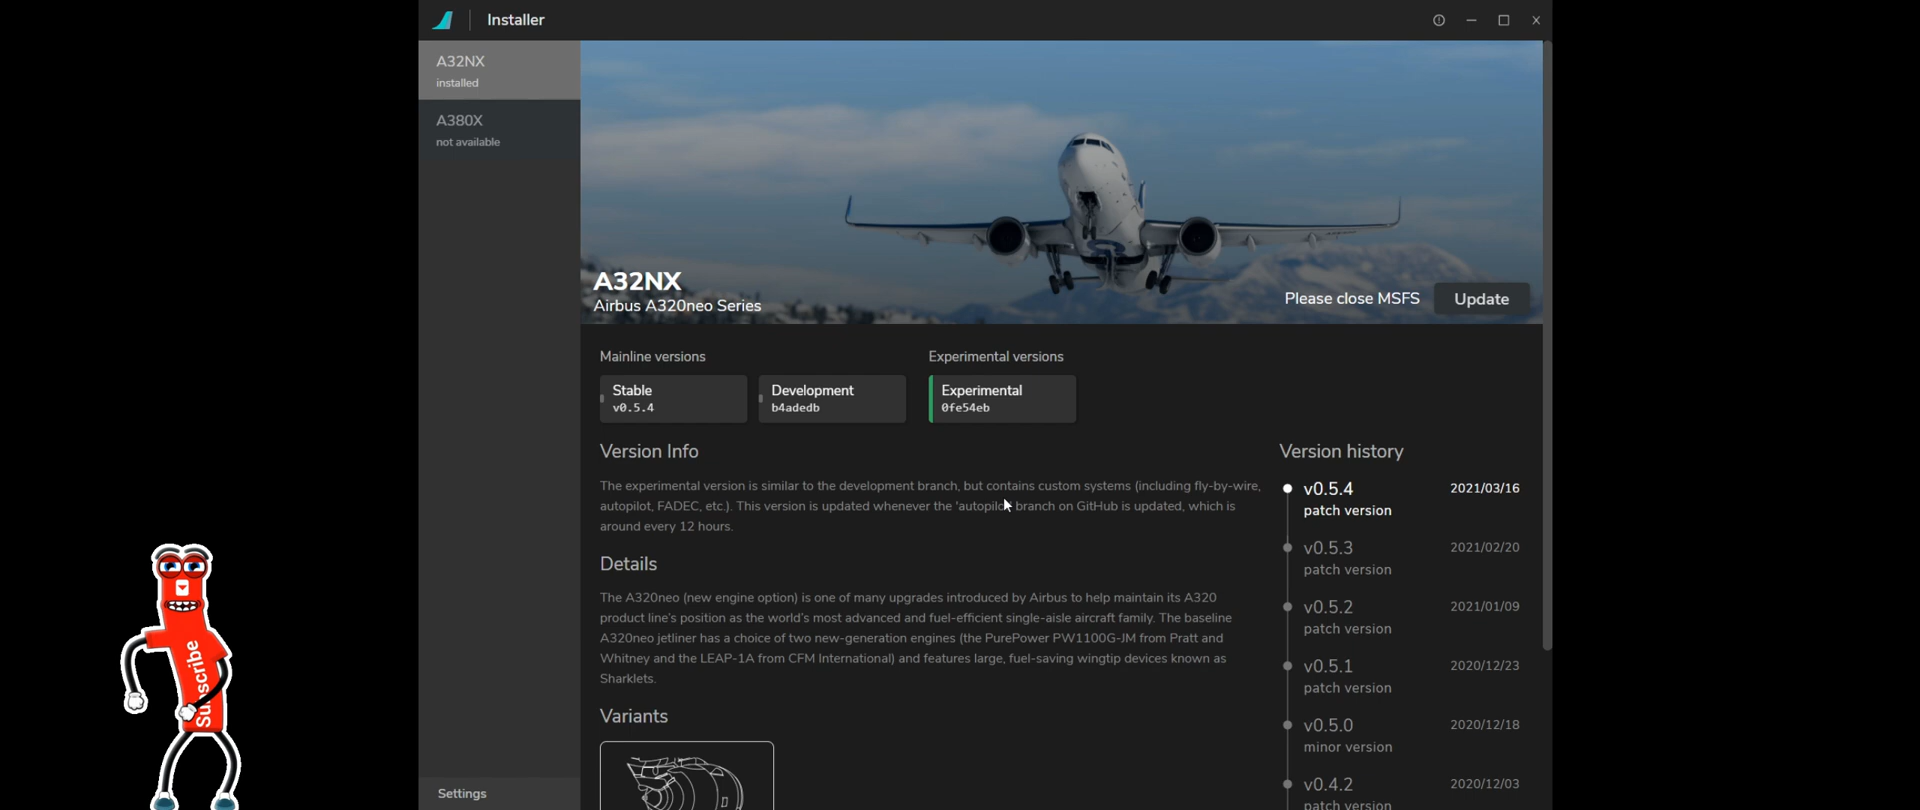 Installer
A32NX
installed
A380X
not available
A32NX
Airbus A320neo Series
Please close MSFS
Update
Mainline versions
Experimental versions
Stable
v0.5.4
Development
b4adedb
Experimental
0fe54eb
Version Info
The experimental version is similar to the development branch, but contains custom systems (including fly-by-wire,
autopilot, FADEC, etc.). This version is updated whenever the 'autopilot' branch on GitHub is updated, which is
around every 12 hours.
Details
The A320neo (new engine option) is one of many upgrades introduced by Airbus to help maintain its A320
product line's position as the world's most advanced and fuel-efficient single-aisle aircraft family. The baseline
A320neo jetliner has a choice of two new-generation engines (the PurePower PW1100G-JM from Pratt and
Whitney and the LEAP-1A from CFM International) and features large, fuel-saving wingtip devices known as
Sharklets.
Variants
Version history
v0.5.4 2021/03/16
patch version
v0.5.3 2021/02/20
patch version
v0.5.2 2021/01/09
patch version
v0.5.1 2020/12/23
patch version
v0.5.0 2020/12/18
minor version
v0.4.2 2020/12/03
patch version
Settings
Subscribe